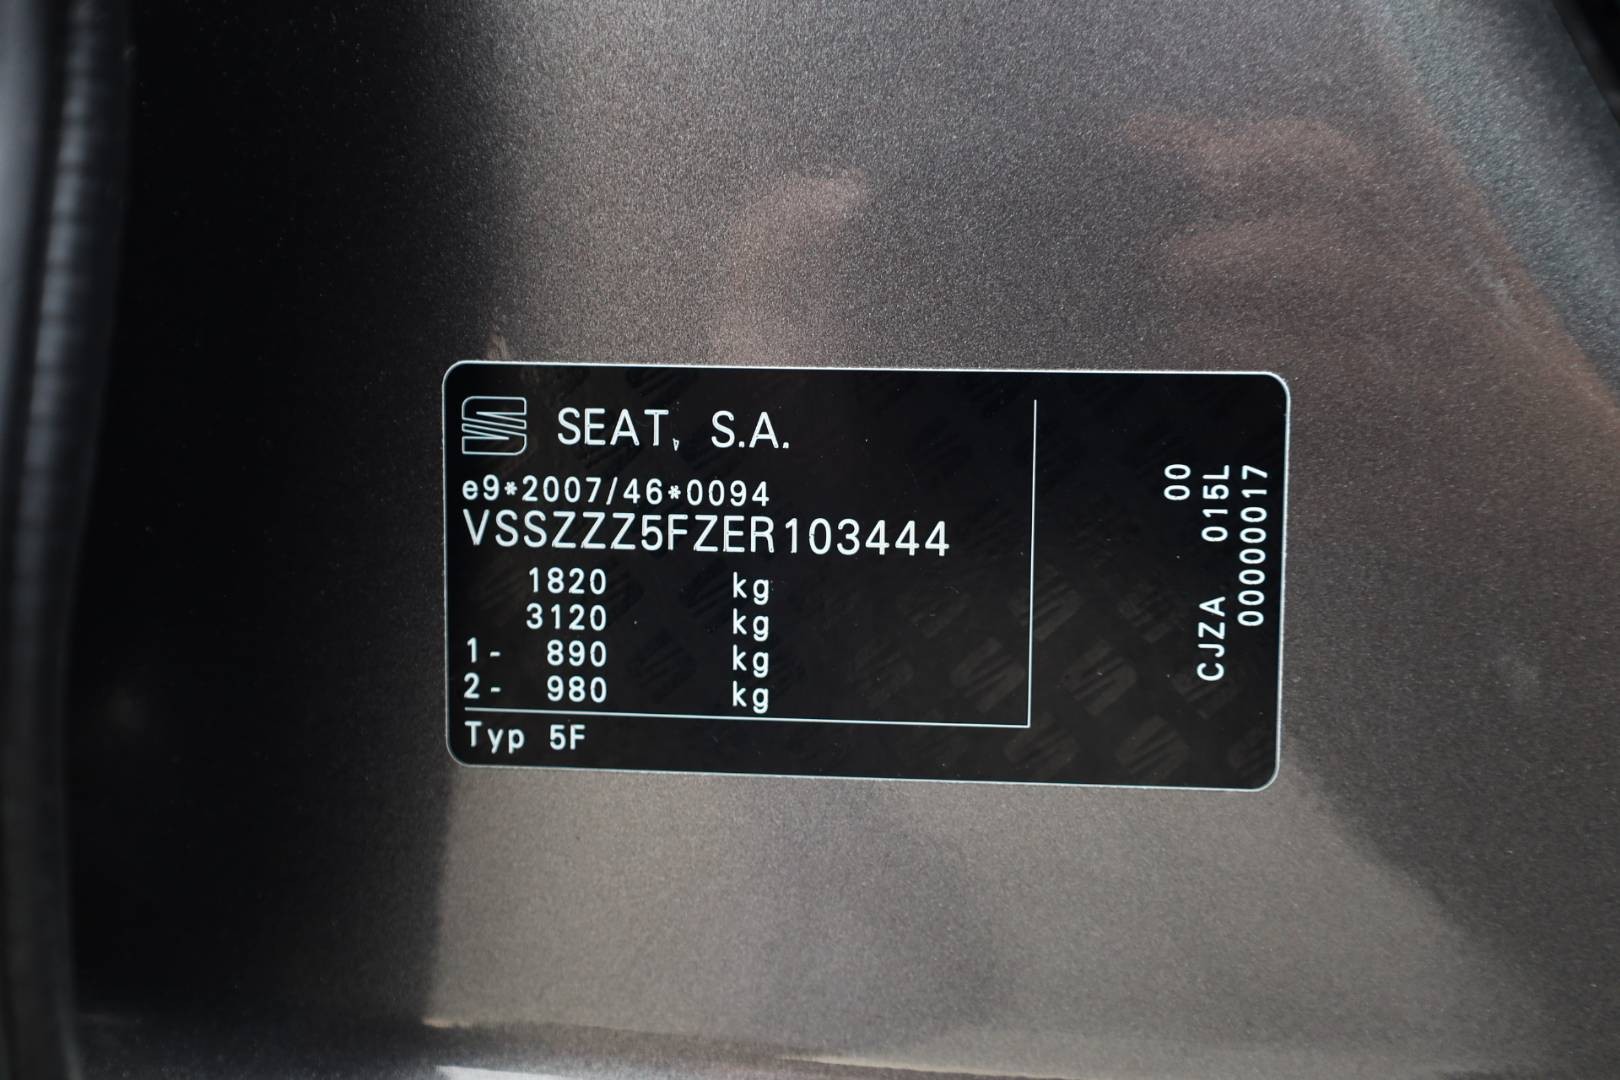 SEAT, S.A.
e9*2007/46*0094
VSSZZZ5FZER103444
1820 kg
3120 kg
1- 890 kg
2- 980 kg
Typ 5F
00
CJZA 015L
00000017